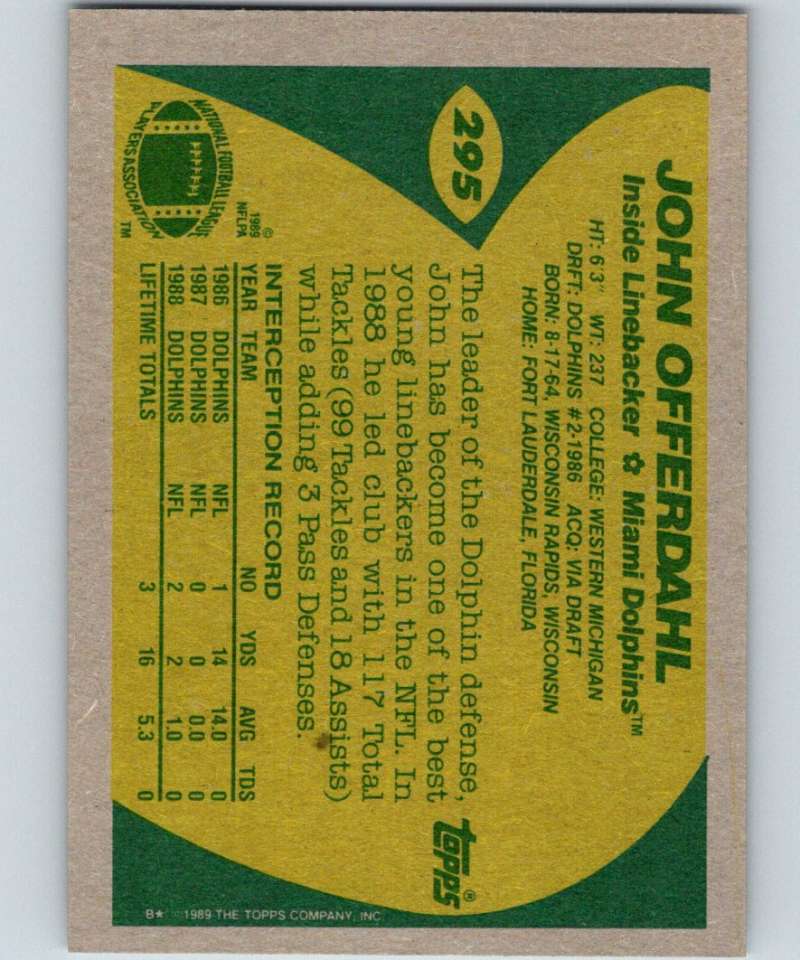 295
JOHN OFFERDAHL
Inside Linebacker ✿ Miami Dolphins™
HT: 6'3" WT: 237 COLLEGE: WESTERN MICHIGAN
DRFT: DOLPHINS #2-1986 ACQ: VIA DRAFT
BORN: 8-17-64, WISCONSIN RAPIDS, WISCONSIN
HOME: FORT LAUDERDALE, FLORIDA
The leader of the Dolphin defense,
John has become one of the best
young linebackers in the NFL. In
1988 he led club with 117 Total
Tackles (99 Tackles and 18 Assists)
while adding 3 Pass Defenses.
INTERCEPTION RECORD
YEAR TEAM NO YDS AVG TDS
1986 DOLPHINS NFL 1 14 14.0 0
1987 DOLPHINS NFL 0 0 0.0 0
1988 DOLPHINS NFL 2 2 1.0 0
LIFETIME TOTALS 3 16 5.3 0
NATIONAL FOOTBALL LEAGUE
PLAYERS ASSOCIATION
™
©
1989
NFLPA
topps®
B★ 1989 THE TOPPS COMPANY, INC.